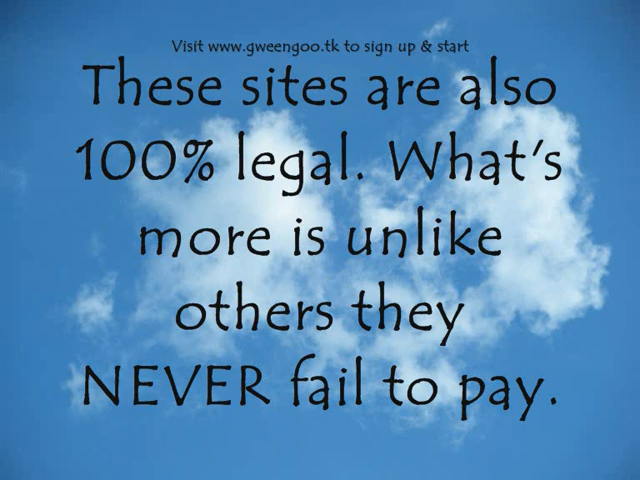 Visit www.gweengoo.tk to sign up & start
These sites are also
100% legal. What's
more is unlike
others they
NEVER fail to pay.